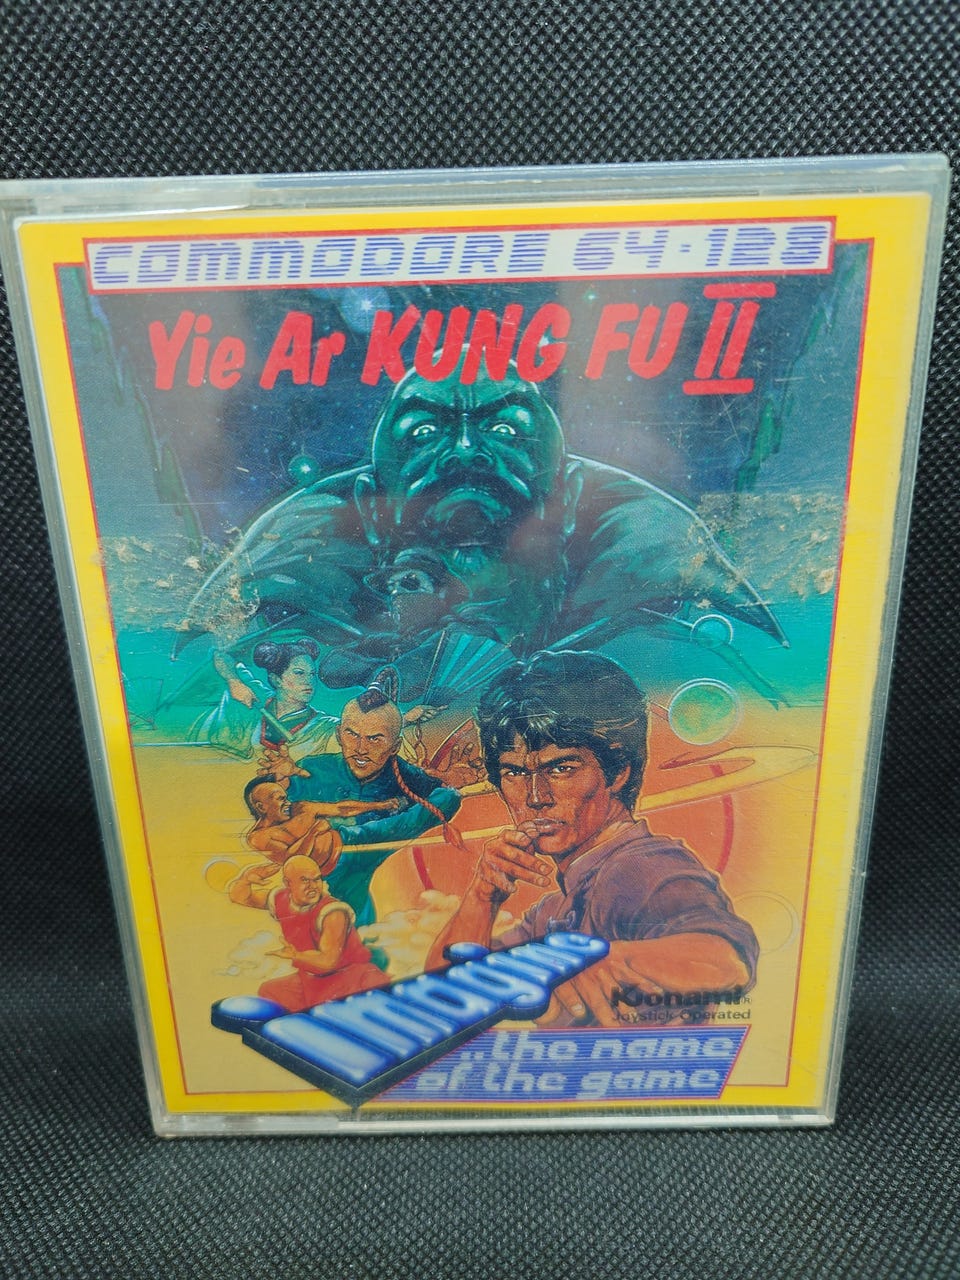 COMMODORE 64·128
Yie Ar KUNG FU II
imagine
Konami®
Joystick Operated
...the name
of the game